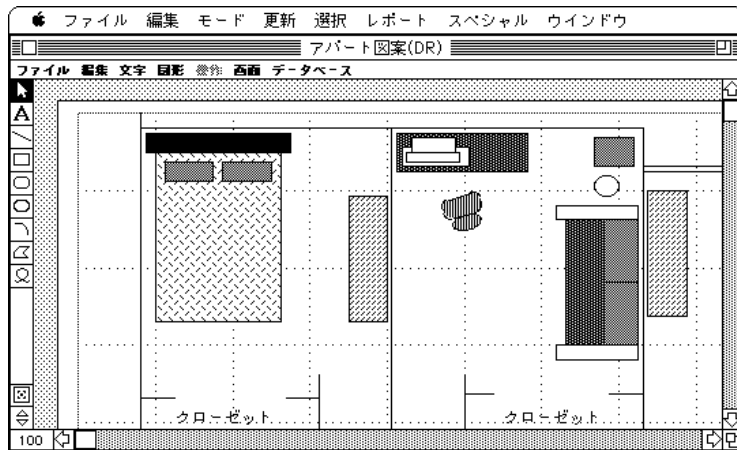 ファイル 編集 モード 更新 選択 レポート スペシャル ウインドウ
アパート図案(DR)
ファイル 編集 文字 図形 操作 画面 データベース
A
クローゼット クローゼット
100